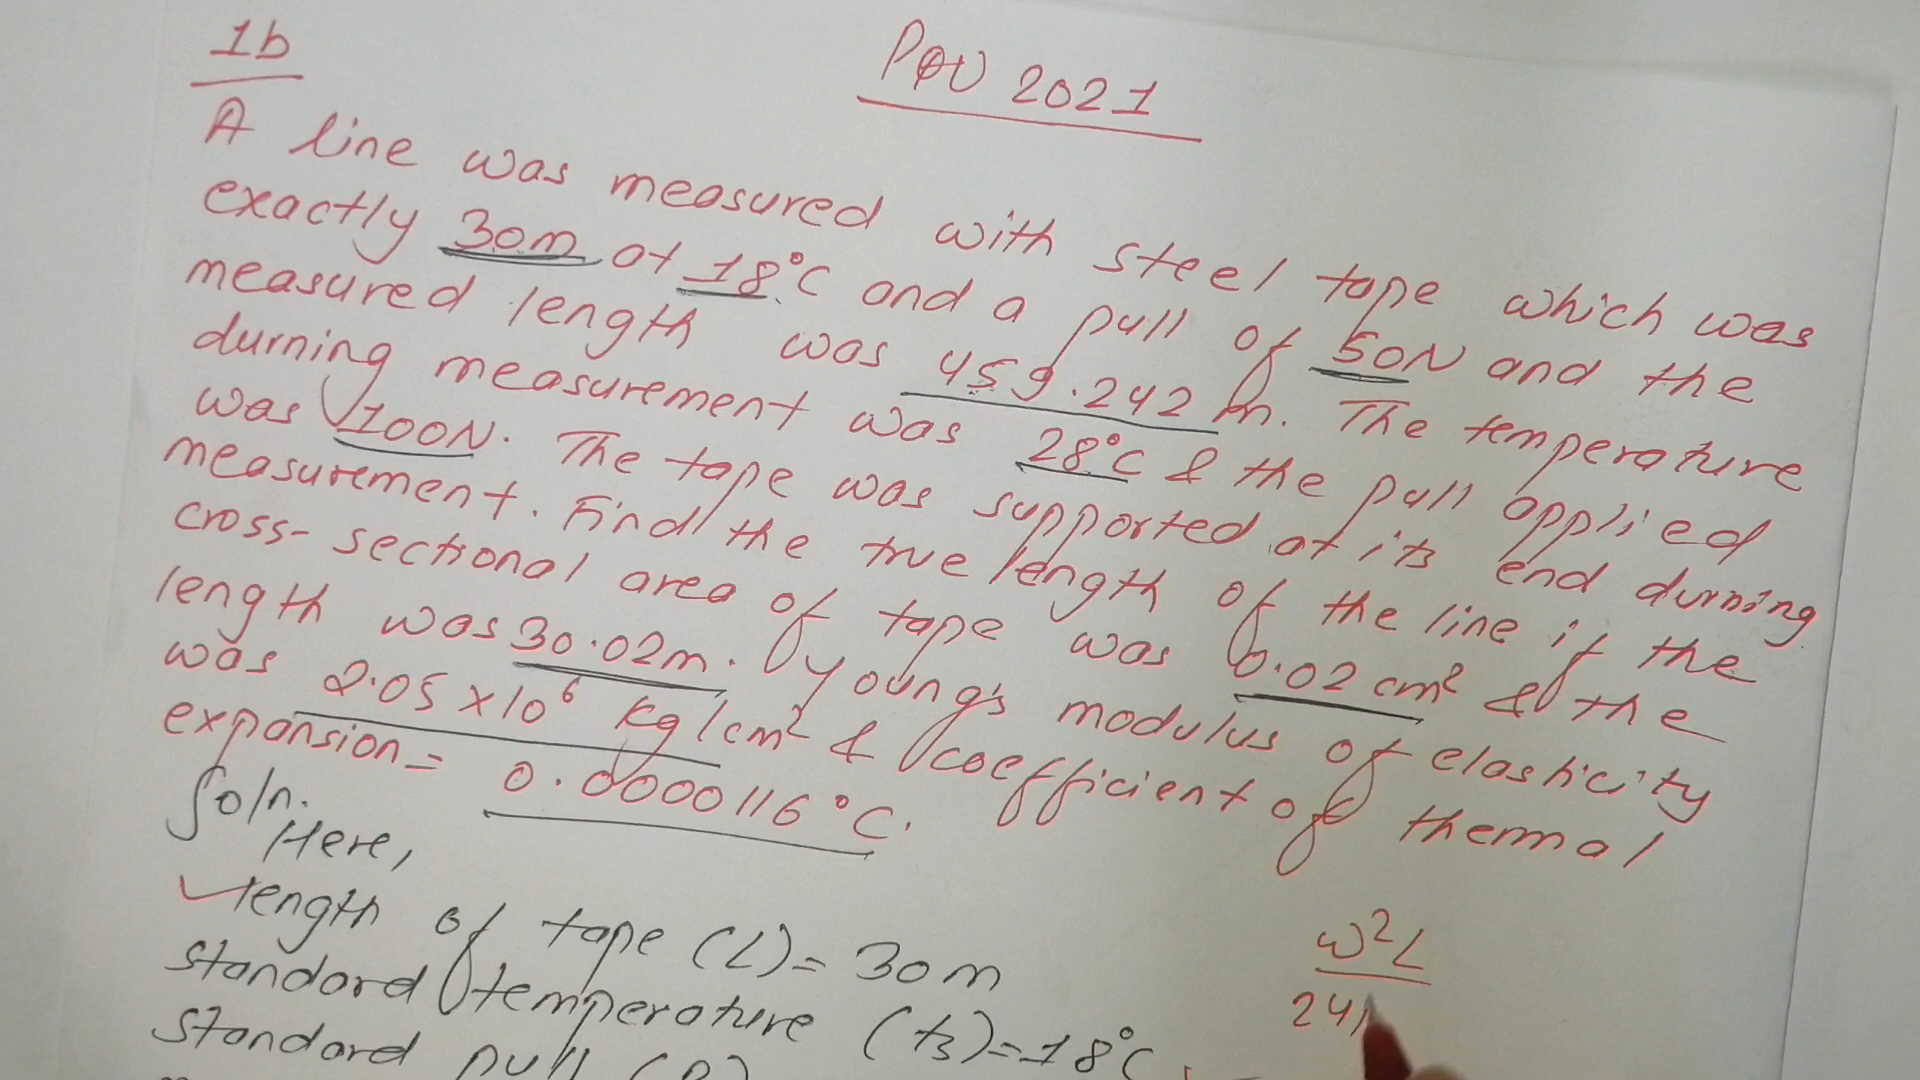 1b
POU 2021
A line was measured with steel tape which was
exactly 30m at 18°C and a pull of 50N and the
measured length was 459.242 m. The temperature
durning measurement was 28°C & the pull applied
was 100N. The tape was supported at its end durning
measurement. Find the true length of the line if the
cross-sectional area of tape was 0.02 cm² & the
length was 30.02m. Young's modulus of elasticity
was 2.05 x 10⁶ kg/cm² & coefficient of thermal
expansion = 0.0000116°C.
Soln.
Here,
length of tape (L) = 30m
w²L
24
standard temperature (ts) = 18°C
standard pull (P)